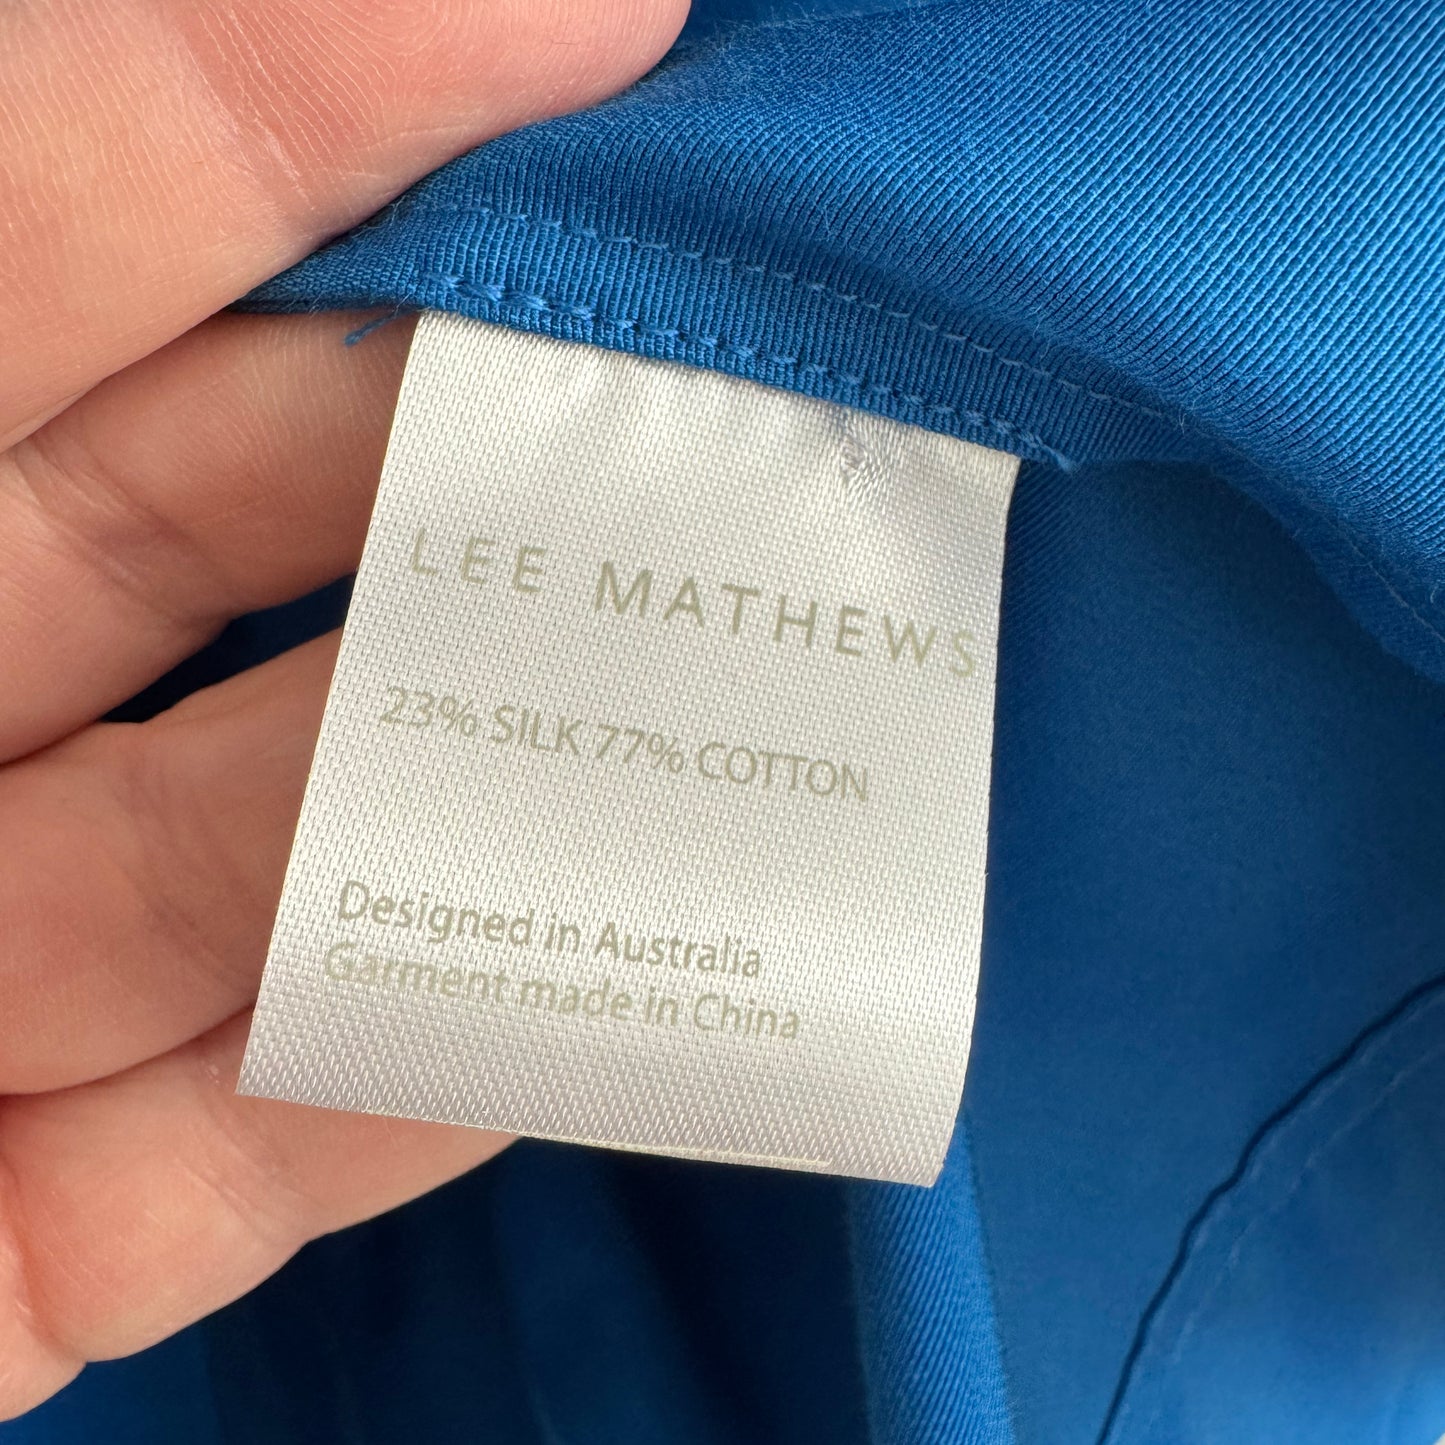 LEE MATHEWS
23% SILK 77% COTTON
Designed in Australia
Garment made in China